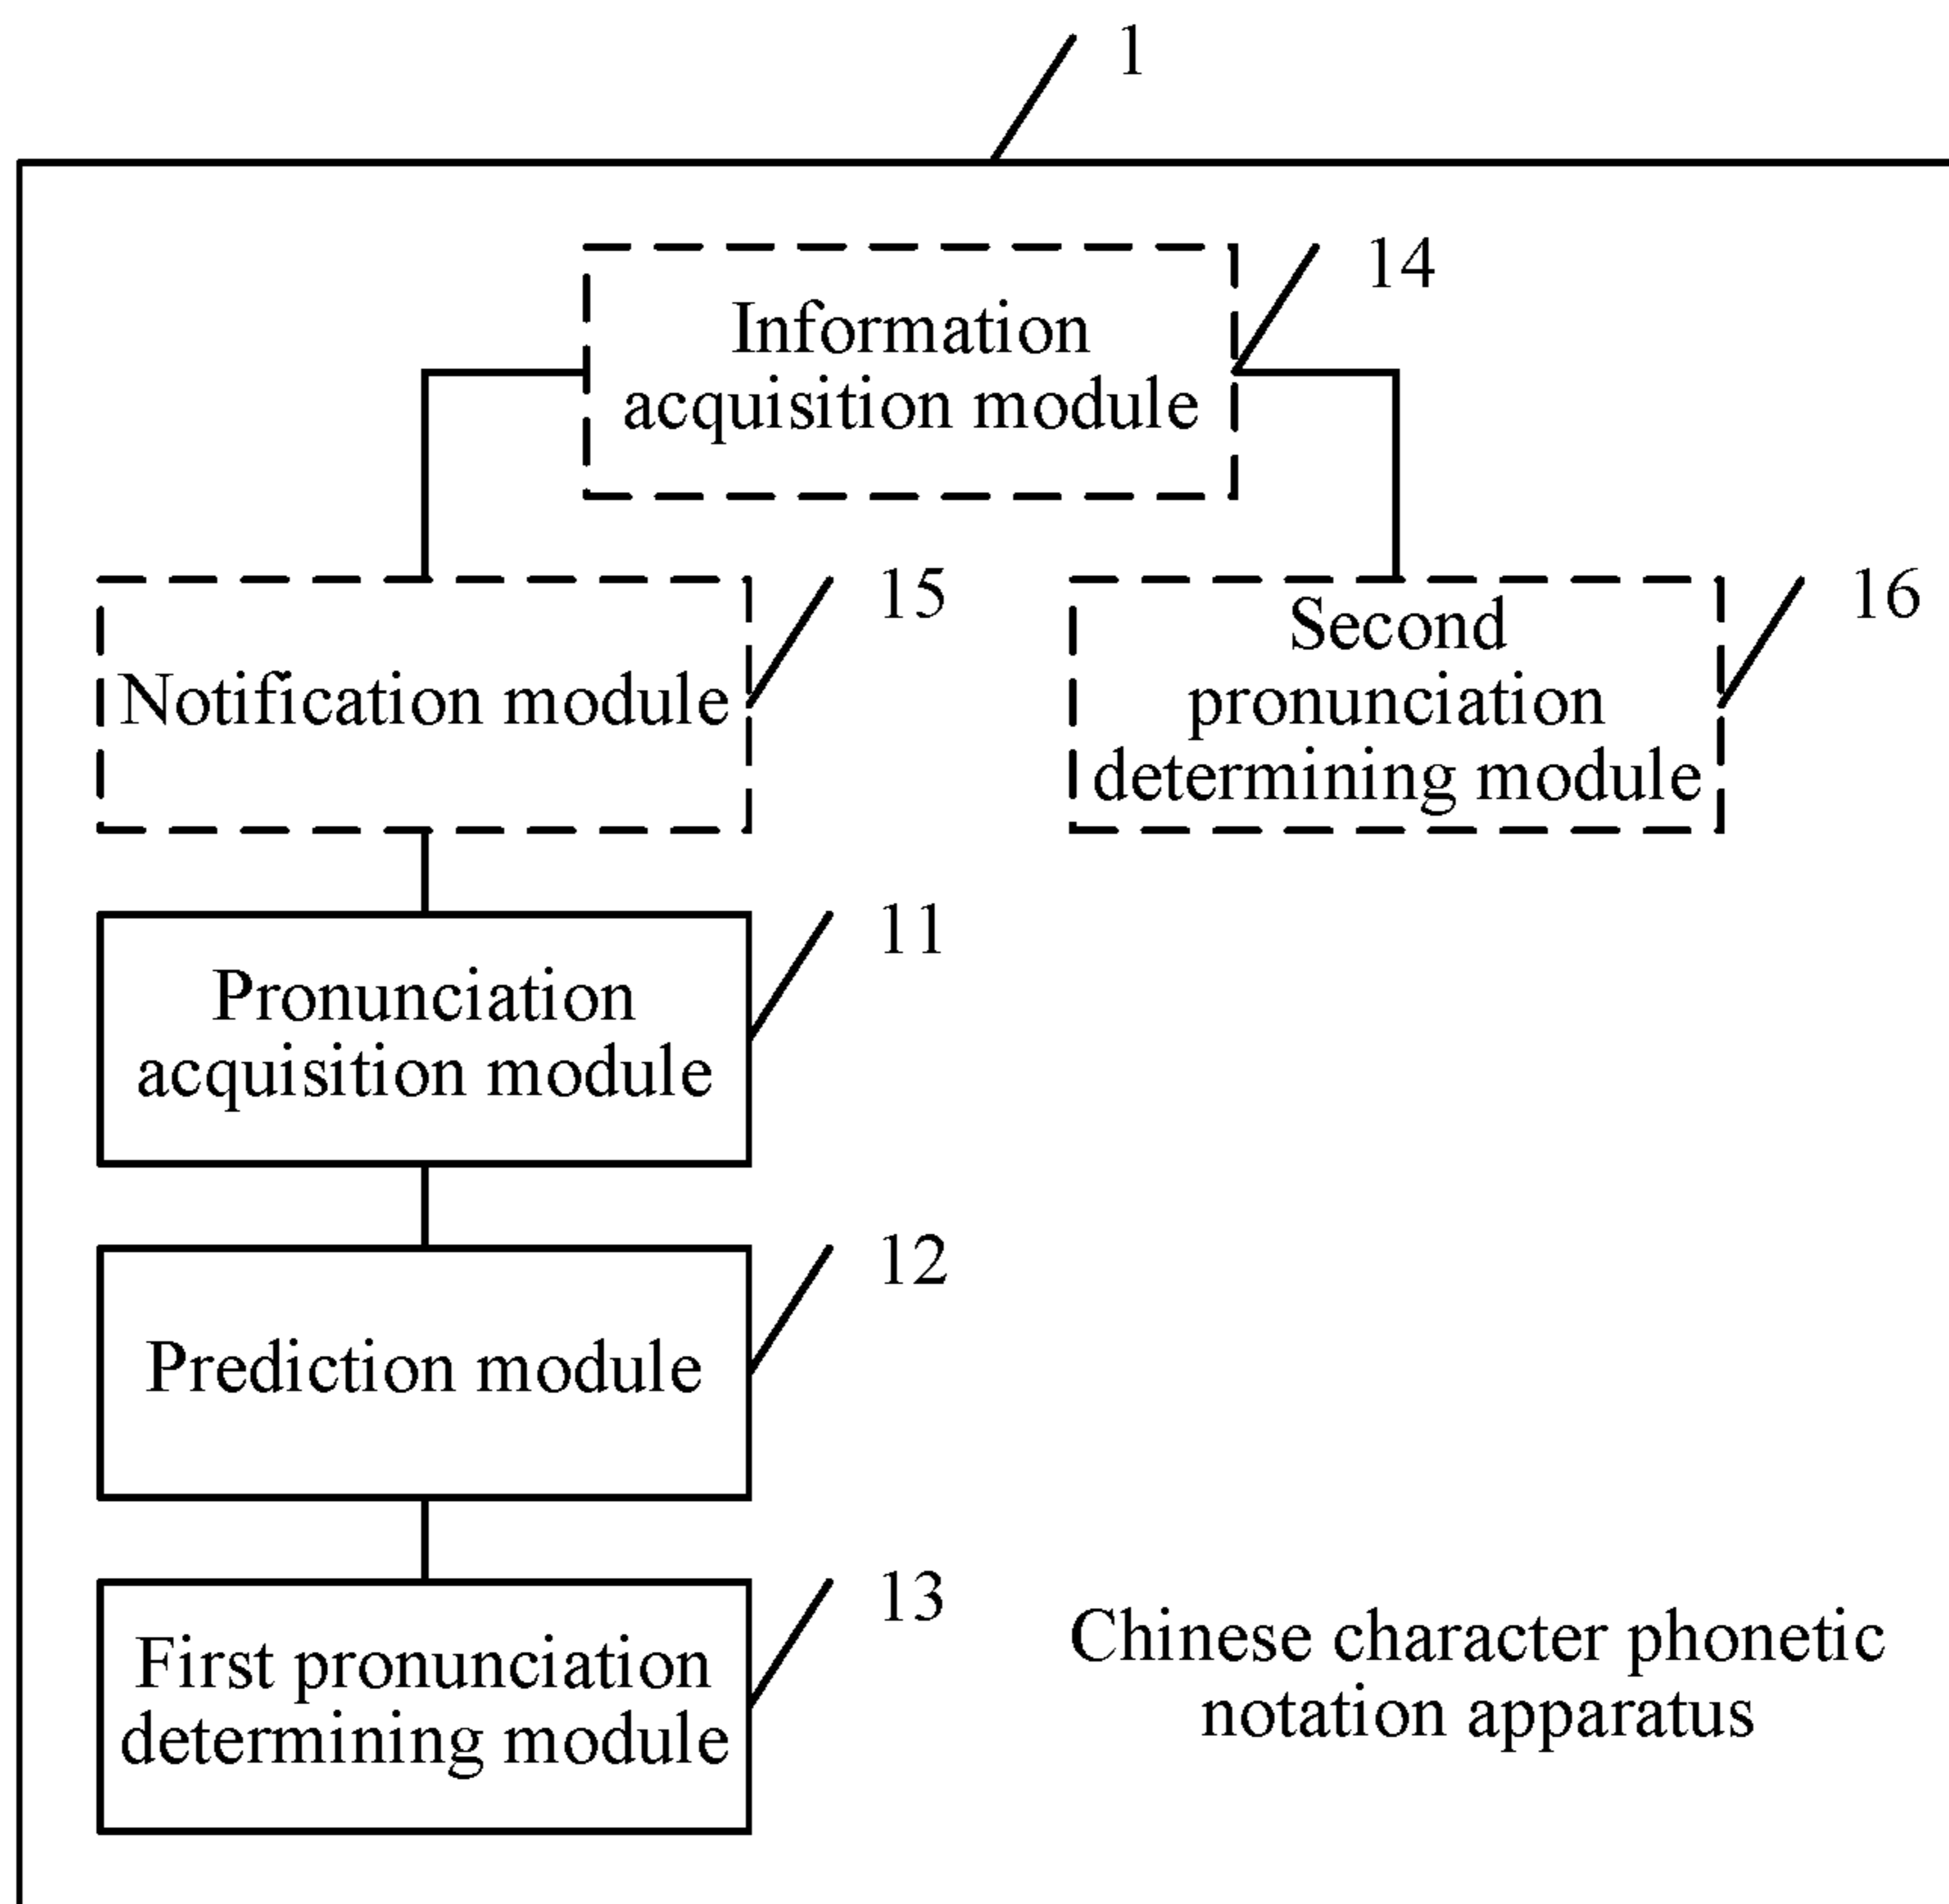 1
14
Information
acquisition module
15
Notification module
16
Second
pronunciation
determining module
11
Pronunciation
acquisition module
12
Prediction module
13
First pronunciation
determining module
Chinese character phonetic
notation apparatus